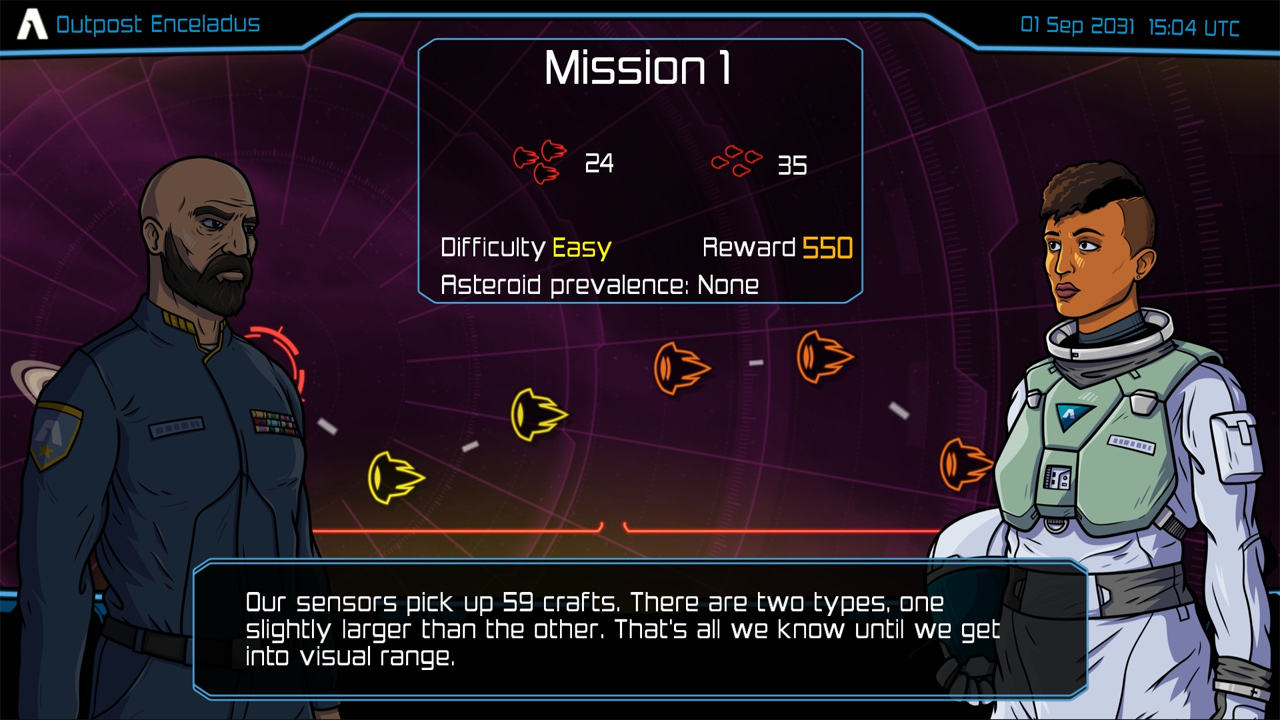 Outpost Enceladus
01 Sep 2031 15:04 UTC
Mission 1
24
35
Difficulty Easy
Reward 550
Asteroid prevalence: None
Our sensors pick up 59 crafts. There are two types, one
slightly larger than the other. That's all we know until we get
into visual range.